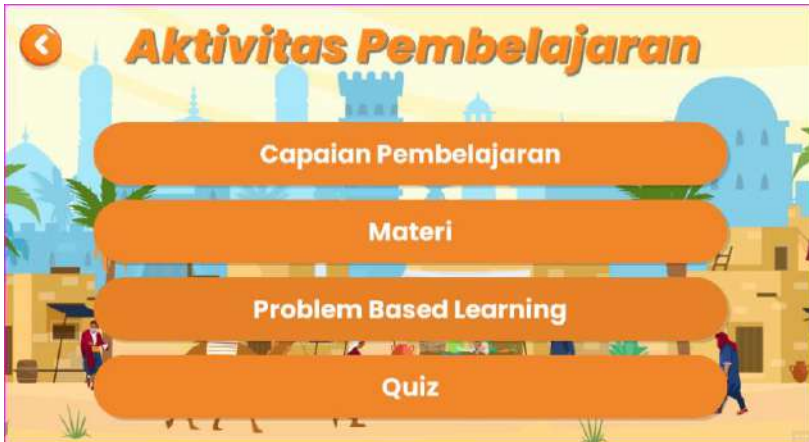 Aktivitas Pembelajaran
Capaian Pembelajaran
Materi
Problem Based Learning
Quiz